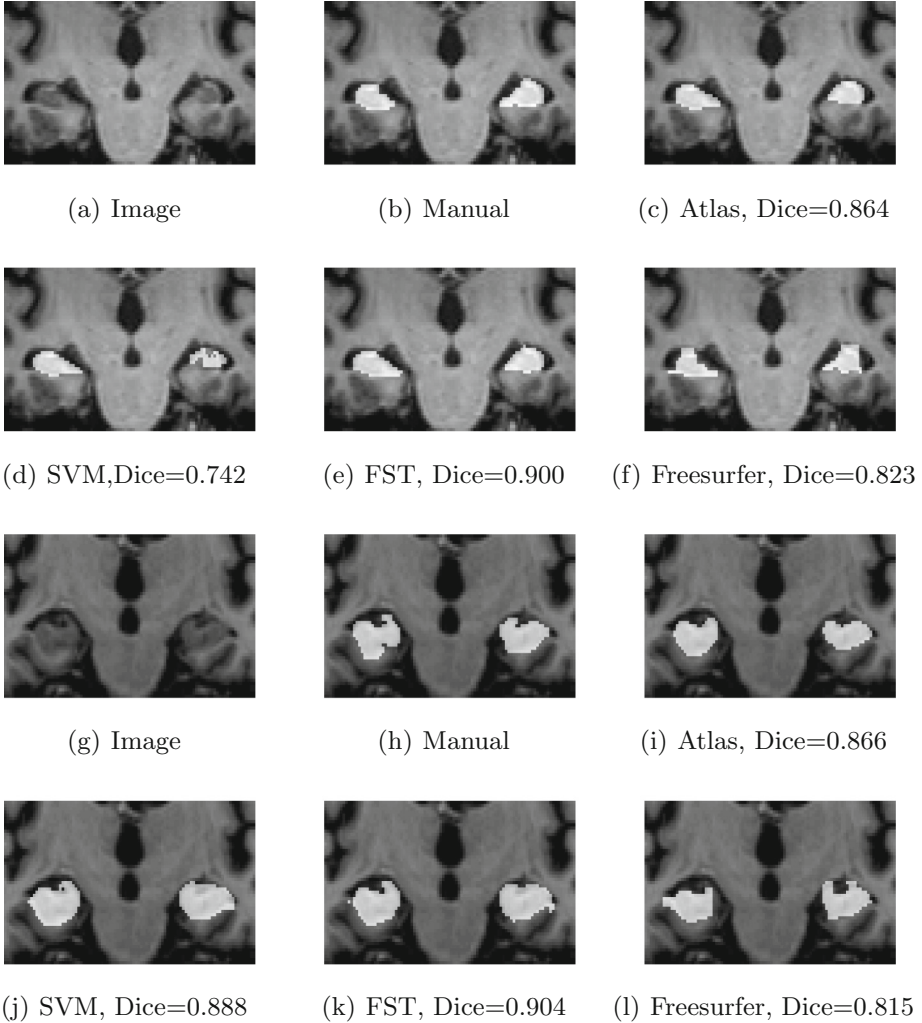 (a) Image
(b) Manual
(c) Atlas, Dice=0.864
(d) SVM,Dice=0.742
(e) FST, Dice=0.900
(f) Freesurfer, Dice=0.823
(g) Image
(h) Manual
(i) Atlas, Dice=0.866
(j) SVM, Dice=0.888
(k) FST, Dice=0.904
(l) Freesurfer, Dice=0.815